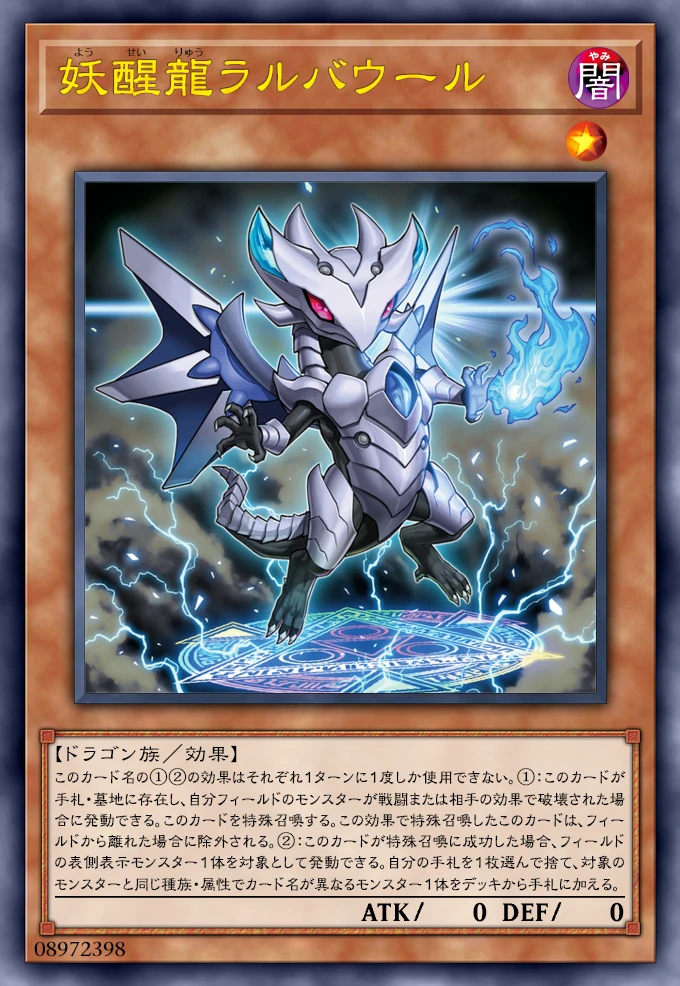 よう せい りゅう
妖醒龍ラルバウール
やみ
闇
【ドラゴン族／効果】
このカード名の①②の効果はそれぞれ1ターンに1度しか使用できない。①：このカードが
手札・墓地に存在し、自分フィールドのモンスターが戦闘または相手の効果で破壊された場
合に発動できる。このカードを特殊召喚する。この効果で特殊召喚したこのカードは、フィー
ルドから離れた場合に除外される。②：このカードが特殊召喚に成功した場合、フィールド
の表側表示モンスター1体を対象として発動できる。自分の手札を1枚選んで捨て、対象の
モンスターと同じ種族・属性でカード名が異なるモンスター1体をデッキから手札に加える。
ATK/ 0 DEF/ 0
08972398